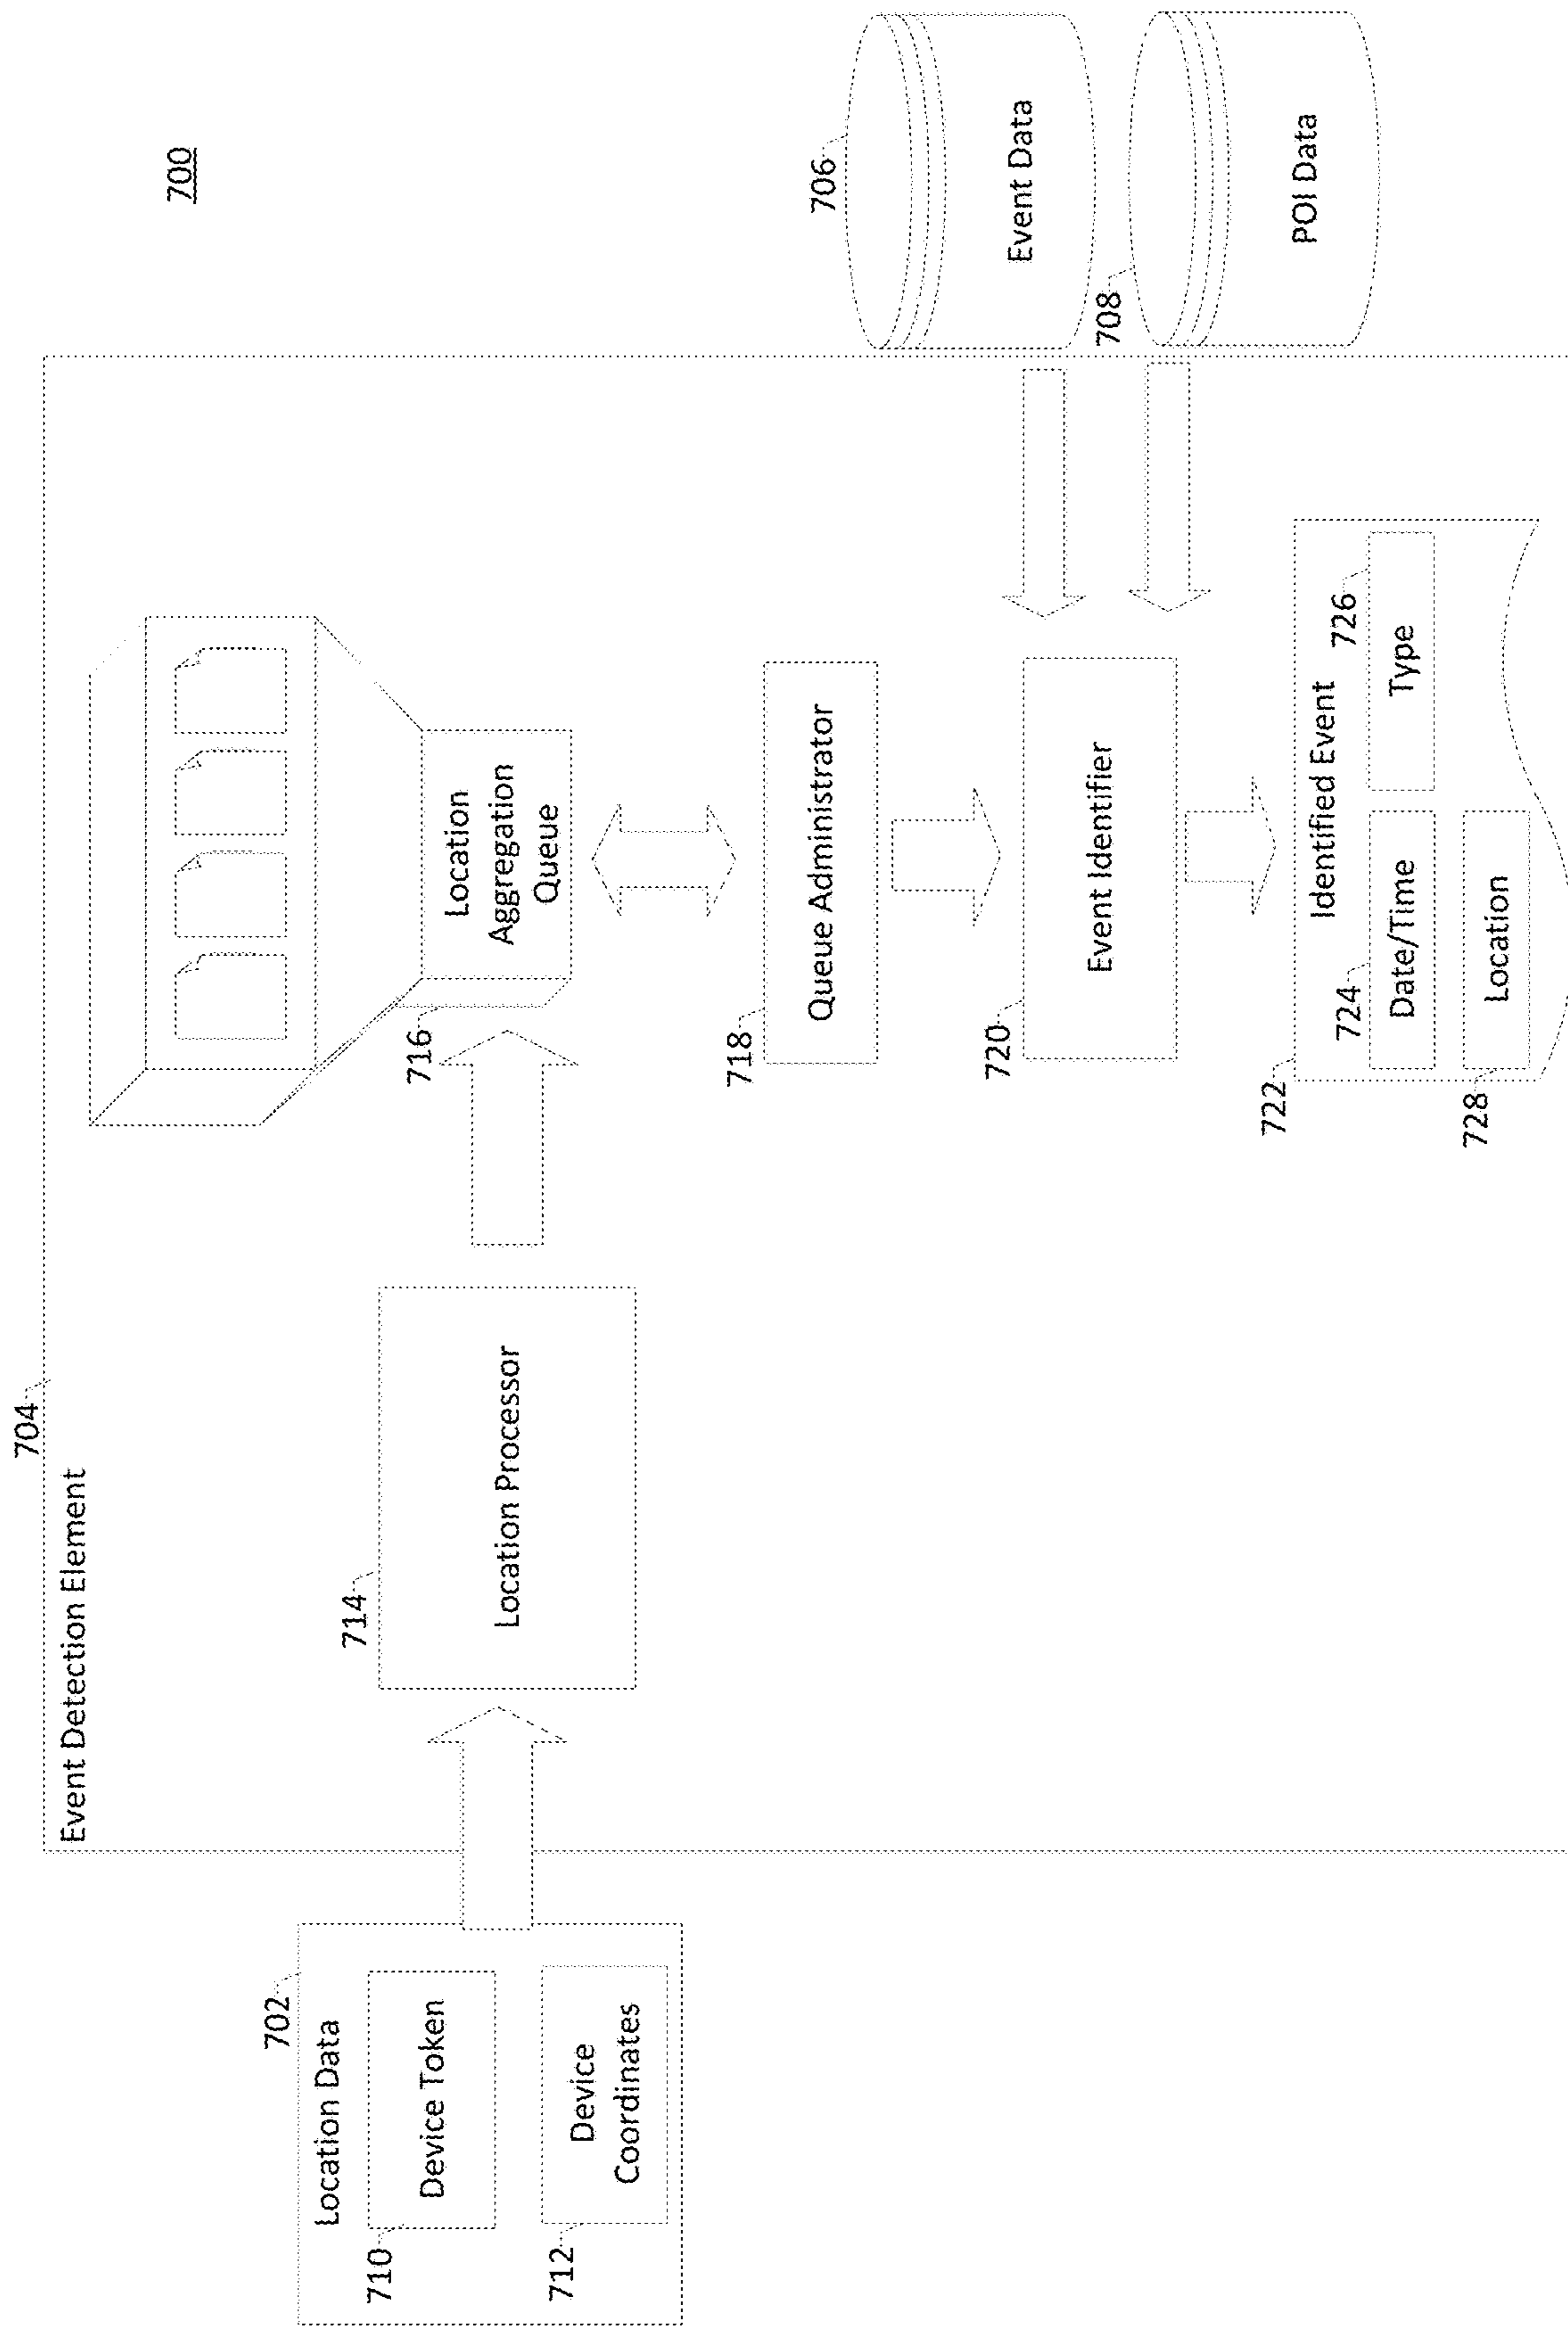 700
704
Event Detection Element
702
Location Data
710
Device Token
712
Device
Coordinates
714
Location Processor
716
Location
Aggregation
Queue
718
Queue Administrator
720
Event Identifier
706
Event Data
708
POI Data
722
Identified Event
724
Date/Time
726
Type
728
Location